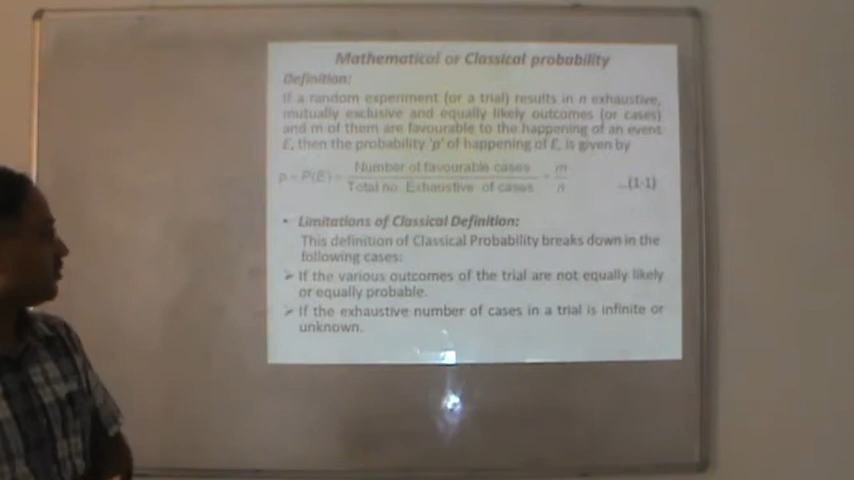 Mathematical or Classical probability
Definition:
If a random experiment (or a trial) results in n exhaustive,
mutually exclusive and equally likely outcomes (or cases)
and m of them are favourable to the happening of an event
E, then the probability 'p' of happening of E, is given by
p = P(E) = Number of favourable cases / Total no. Exhaustive of cases = m / n ...(1·1)
• Limitations of Classical Definition:
This definition of Classical Probability breaks down in the
following cases:
➢ If the various outcomes of the trial are not equally likely
or equally probable.
➢ If the exhaustive number of cases in a trial is infinite or
unknown.